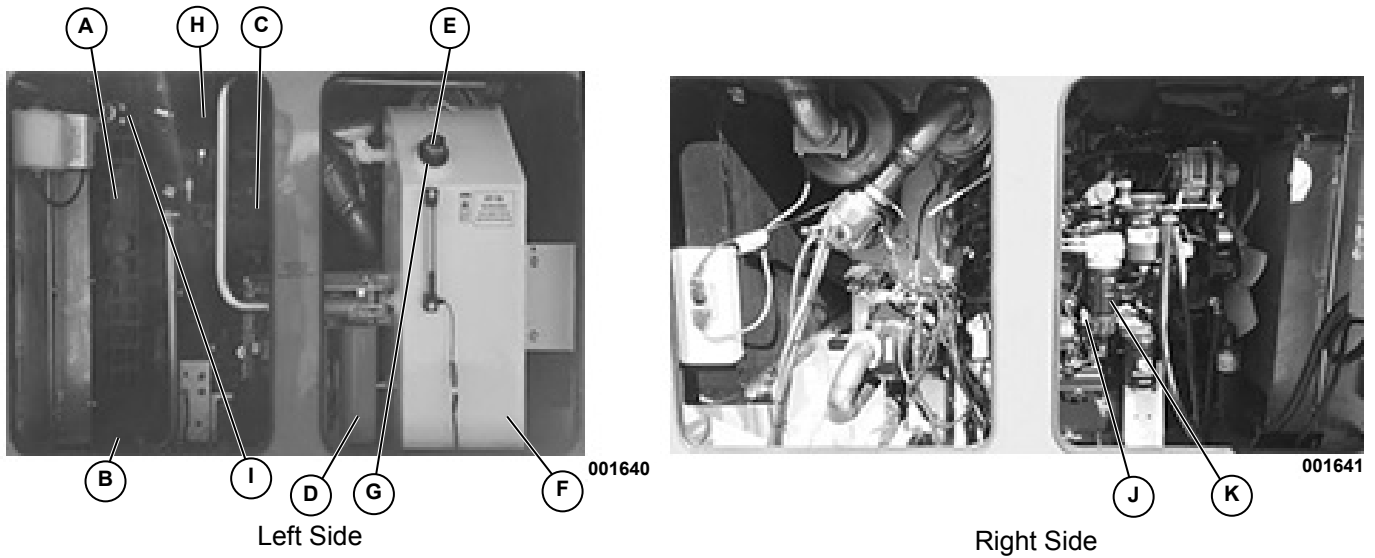 A H C E
B I D G F
001640
Left Side
J K
001641
Right Side